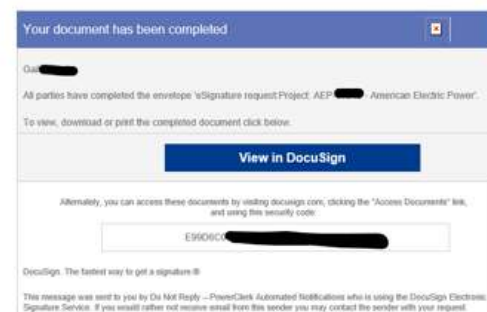 Your document has been completed
All parties have completed the envelope 'eSignature request:Project: AEP - American Electric Power'.
To view, download or print the completed document click below.
View in DocuSign
Alternately, you can access these documents by visiting docusign.com, clicking the "Access Documents" link,
and using this security code:
E99D6C0
DocuSign. The fastest way to get a signature.®
This message was sent to you by Do Not Reply – PowerClerk Automated Notifications who is using the DocuSign Electronic
Signature Service. If you would rather not receive email from this sender you may contact the sender with your request.